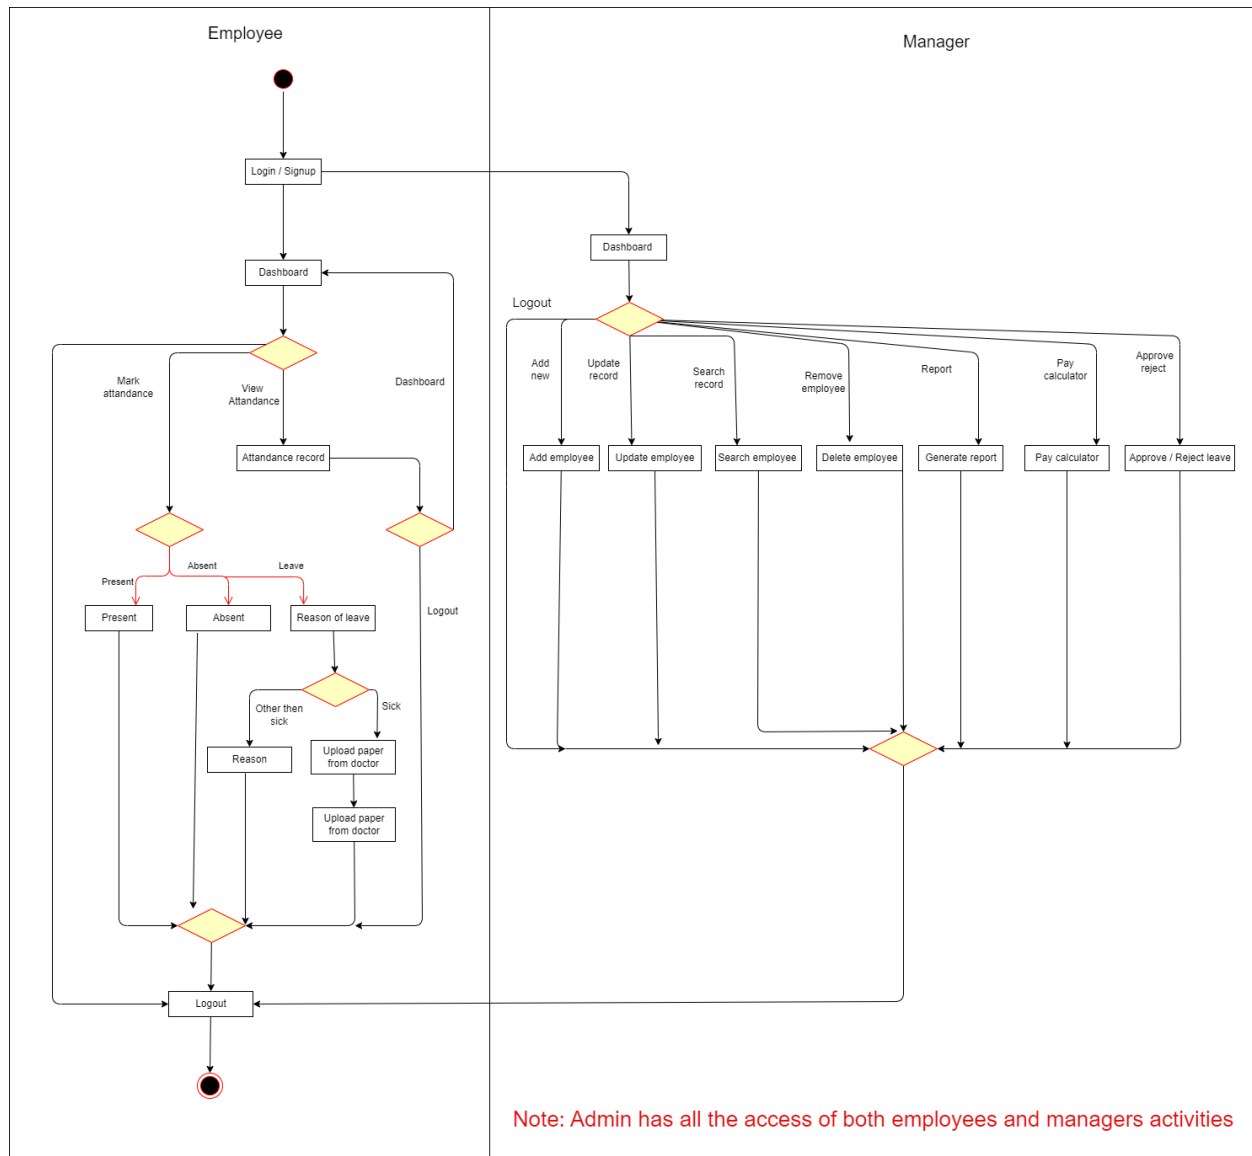 Employee
Manager
Login / Signup
Dashboard
Dashboard
Logout
Mark
attandance
View
Attandance
Dashboard
Add
new
Update
record
Search
record
Remove
employee
Report
Pay
calculator
Approve
reject
Attandance record
Add employee
Update employee
Search employee
Delete employee
Generate report
Pay calculator
Approve / Reject leave
Present
Absent
Leave
Present
Absent
Reason of leave
Logout
Other then
sick
Sick
Reason
Upload paper
from doctor
Upload paper
from doctor
Logout
Note: Admin has all the access of both employees and managers activities